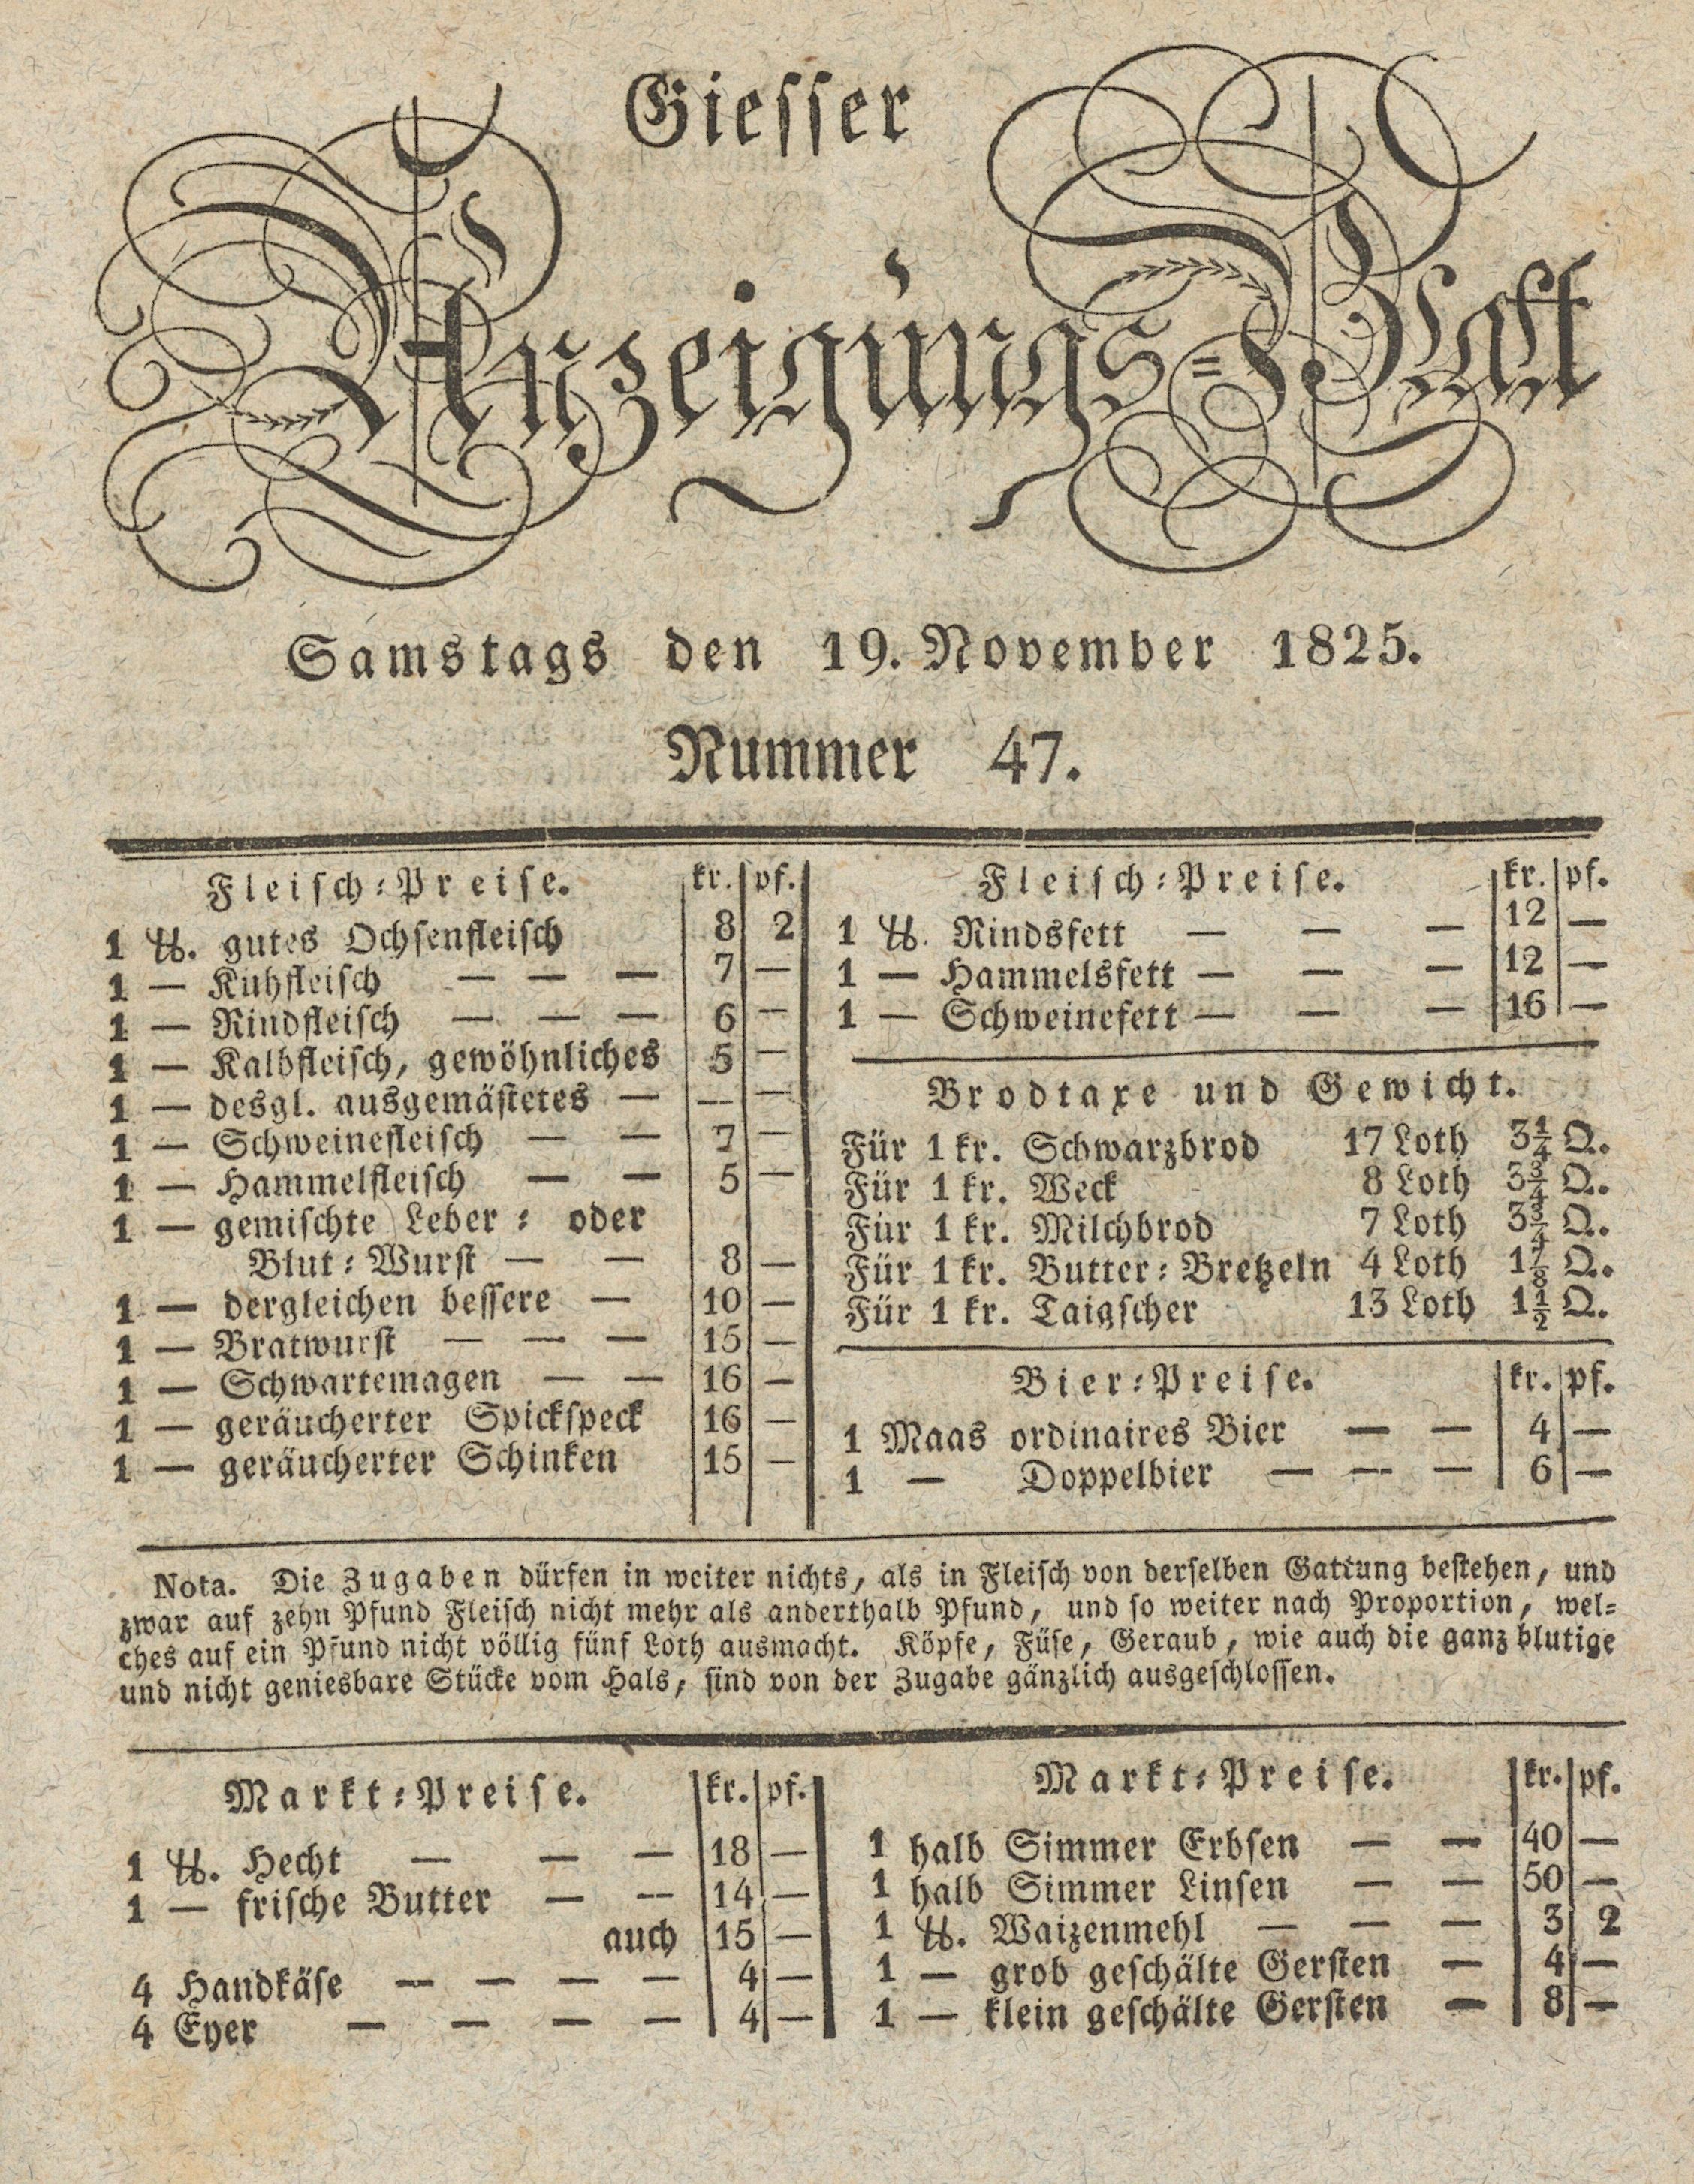 Giesser
Anzeigungs=Blatt
Samstags den 19. November 1825.
Nummer 47.
Fleisch=Preise. kr. pf.
1 ℔. gutes Ochsenfleisch 8 2
1 — Kuhfleisch — — — 7 —
1 — Rindfleisch — — — 6 —
1 — Kalbfleisch, gewöhnliches 5 —
1 — desgl. ausgemästetes — — —
1 — Schweinefleisch — — 7 —
1 — Hammelfleisch — — 5 —
1 — gemischte Leber= oder
Blut=Wurst — — 8 —
1 — dergleichen bessere — 10 —
1 — Bratwurst — — — 15 —
1 — Schwartemagen — — 16 —
1 — geräucherter Spickspeck 16 —
1 — geräucherter Schinken 15 —
Fleisch=Preise. kr. pf.
1 ℔. Rindsfett — — — 12 —
1 — Hammelsfett — — — 12 —
1 — Schweinefett — — — 16 —
Brodtaxe und Gewicht.
Für 1 kr. Schwarzbrod 17 Loth 3¼ Q.
Für 1 kr. Weck 8 Loth 3¾ Q.
Für 1 kr. Milchbrod 7 Loth 3¾ Q.
Für 1 kr. Butter=Bretzeln 4 Loth 1⅞ Q.
Für 1 kr. Taigscher 13 Loth 1½ Q.
Bier=Preise. kr. pf.
1 Maas ordinaires Bier — — 4 —
1 — Doppelbier — — — 6 —
Nota. Die Zugaben dürfen in weiter nichts, als in Fleisch von derselben Gattung bestehen, und
zwar auf zehn Pfund Fleisch nicht mehr als anderthalb Pfund, und so weiter nach Proportion, wel=
ches auf ein Pfund nicht völlig fünf Loth ausmacht. Köpfe, Füse, Geraub, wie auch die ganz blutige
und nicht geniesbare Stücke vom Hals, sind von der Zugabe gänzlich ausgeschlossen.
Markt=Preise. kr. pf.
1 ℔. Hecht — — — 18 —
1 — frische Butter — — 14 —
auch 15 —
4 Handkäse — — — — 4 —
4 Eyer — — — — 4 —
Markt=Preise. kr. pf.
1 halb Simmer Erbsen — — 40 —
1 halb Simmer Linsen — — 50 —
1 ℔. Waizenmehl — — — 3 2
1 — grob geschälte Gersten — 4 —
1 — klein geschälte Gersten — 8 —